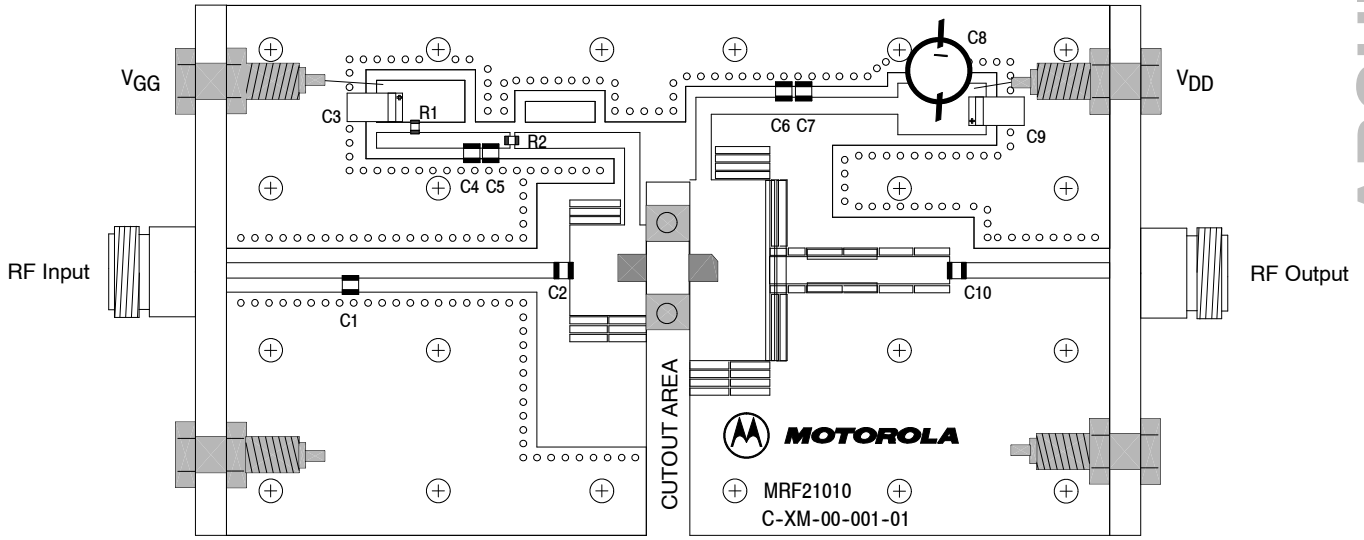 C8
VGG
VDD
C3
R1
C6 C7
C9
R2
C4 C5
RF Input
C2
C10
RF Output
C1
CUTOUT AREA
MOTOROLA
MRF21010
C-XM-00-001-01